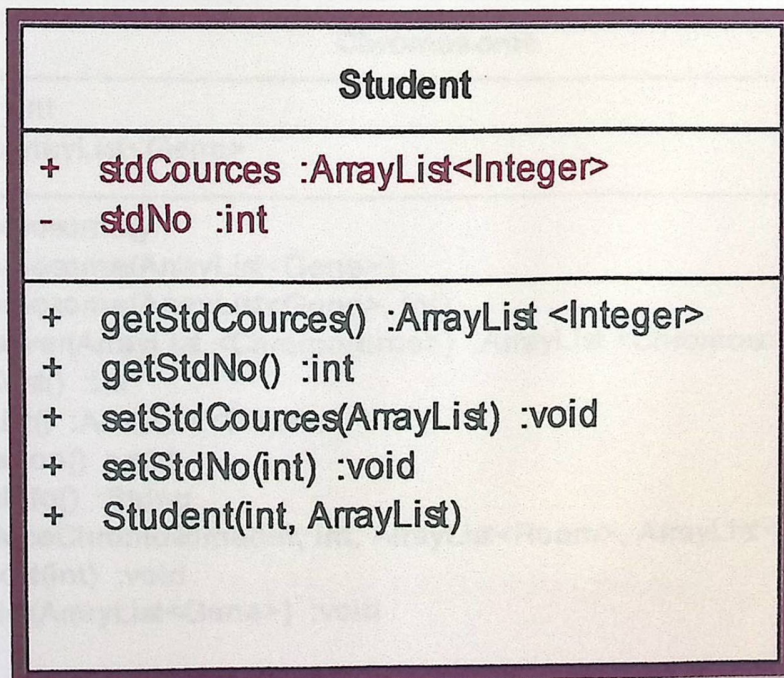 Student
+ stdCources :ArrayList<Integer>
- stdNo :int
+ getStdCources() :ArrayList <Integer>
+ getStdNo() :int
+ setStdCources(ArrayList) :void
+ setStdNo(int) :void
+ Student(int, ArrayList)